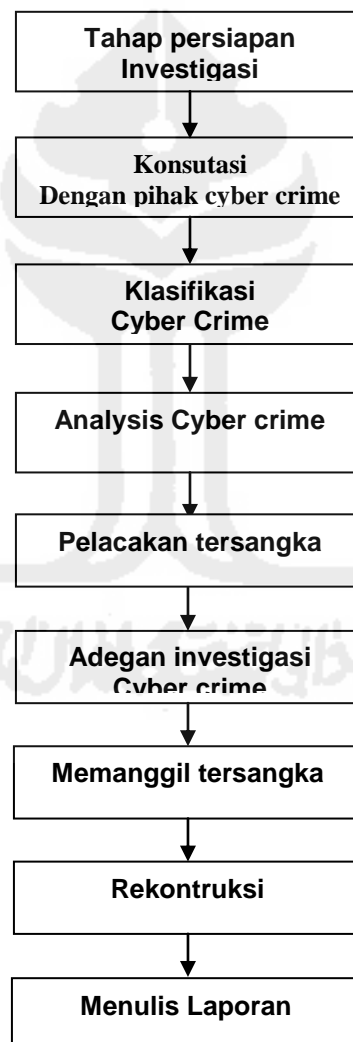 Tahap persiapan
Investigasi
Konsutasi
Dengan pihak cyber crime
Klasifikasi
Cyber Crime
Analysis Cyber crime
Pelacakan tersangka
Adegan investigasi
Cyber crime
Memanggil tersangka
Rekontruksi
Menulis Laporan